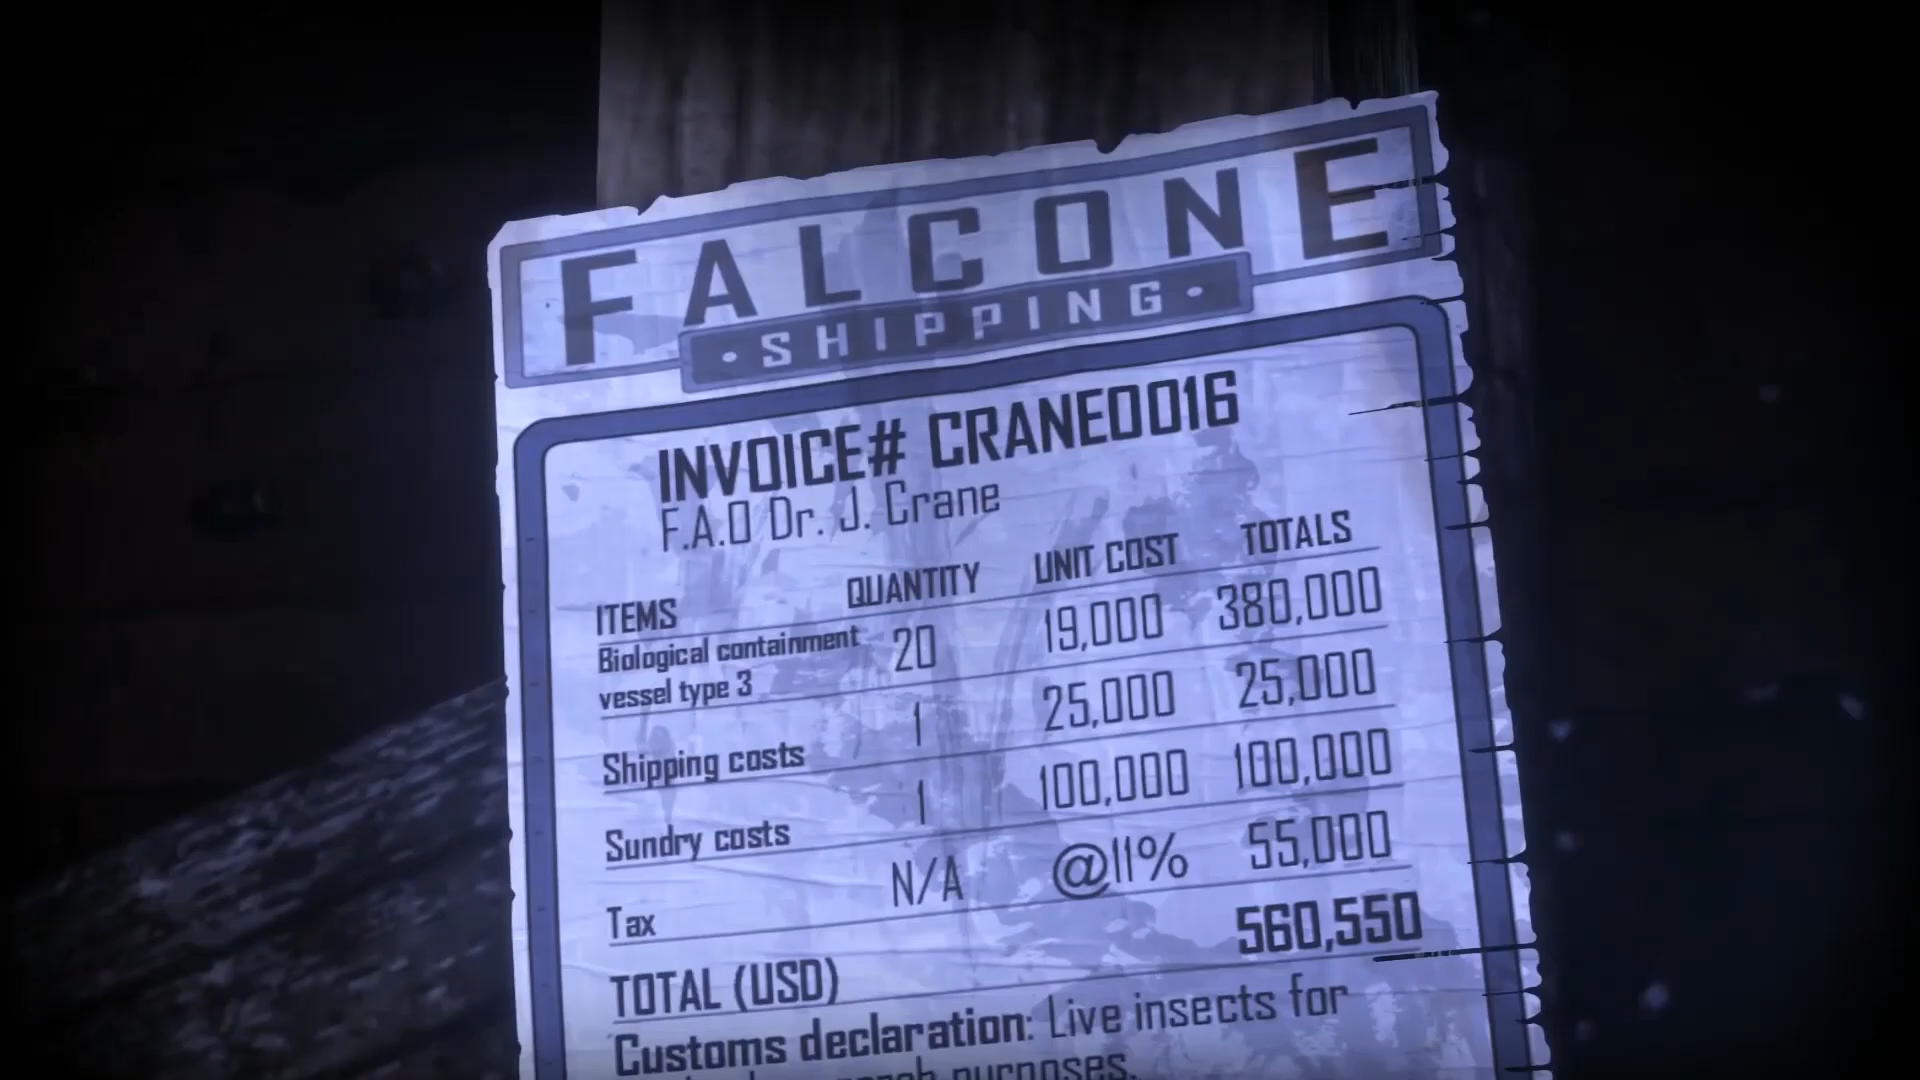 FALCONE
SHIPPING
INVOICE# CRANE0016
F.A.O Dr. J. Crane
ITEMS QUANTITY UNIT COST TOTALS
Biological containment
vessel type 3 20 19,000 380,000
Shipping costs 1 25,000 25,000
Sundry costs 1 100,000 100,000
Tax N/A @11% 55,000
TOTAL (USD) 560,550
Customs declaration: Live insects for
purposes.